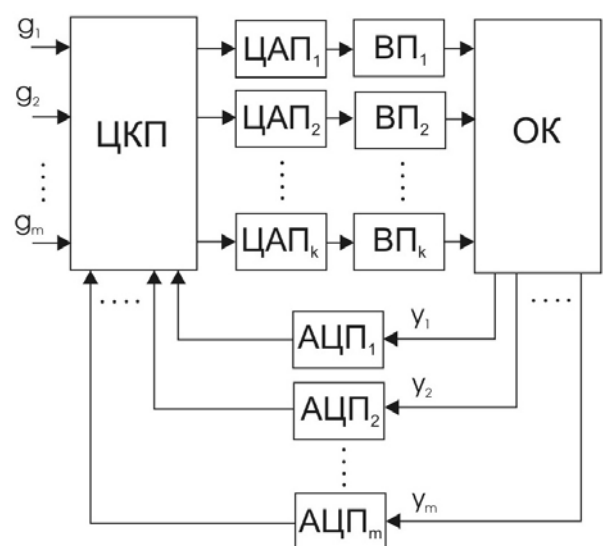 g₁
ЦАП₁ ВП₁
g₂
ЦАП₂ ВП₂
ЦКП
ОК
gₘ
ЦАПₖ ВПₖ
АЦП₁ y₁
АЦП₂ y₂
АЦПₘ yₘ